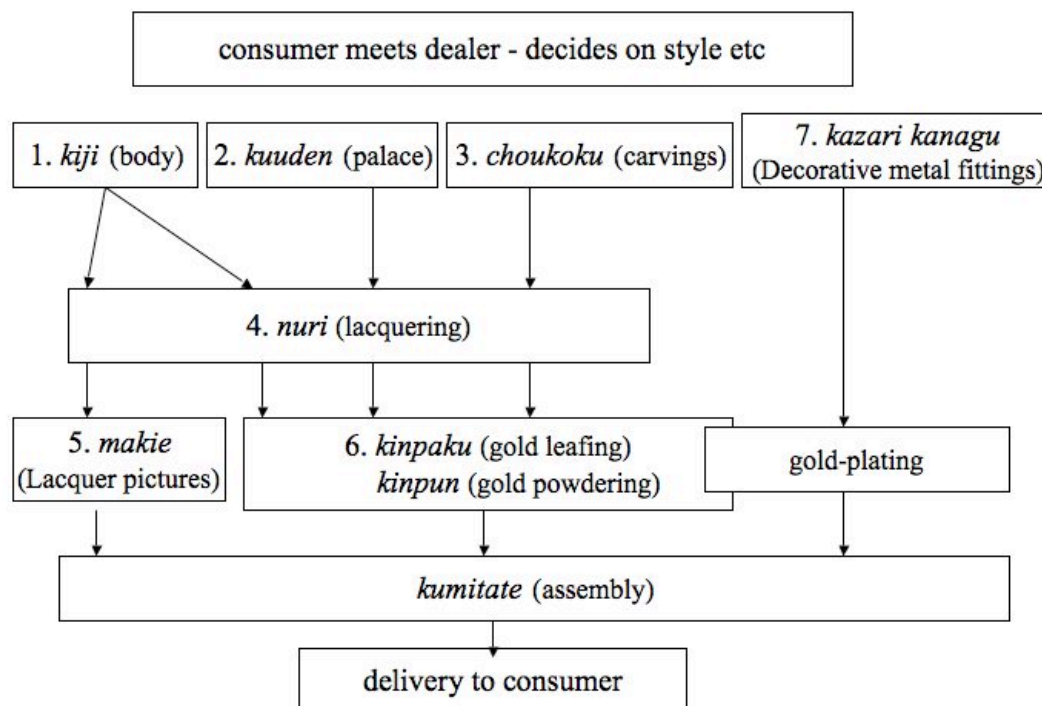 consumer meets dealer - decides on style etc
1. kiji (body)
2. kuuden (palace)
3. choukoku (carvings)
7. kazari kanagu
(Decorative metal fittings)
4. nuri (lacquering)
5. makie
(Lacquer pictures)
6. kinpaku (gold leafing)
kinpun (gold powdering)
gold-plating
kumitate (assembly)
delivery to consumer